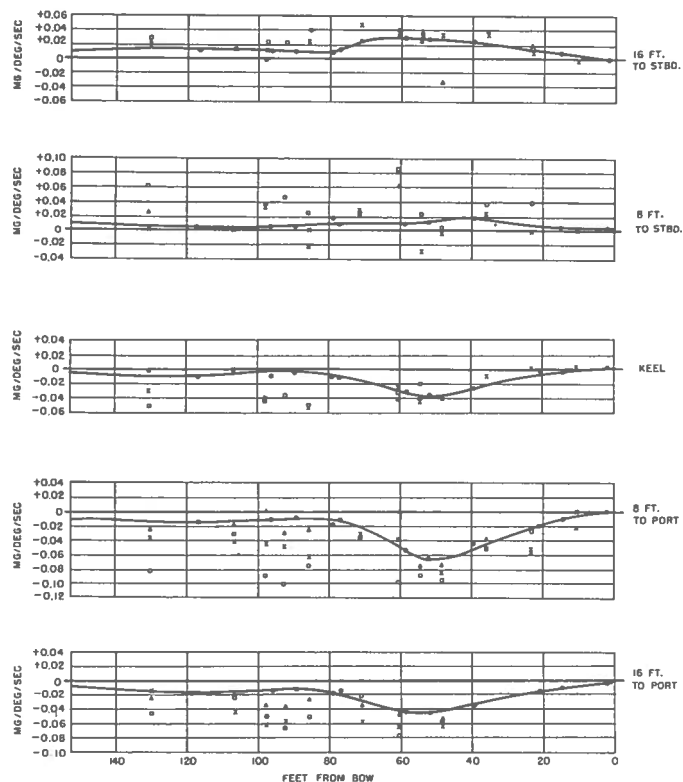 +0.06
+0.04
+0.02
0
-0.02
-0.04
-0.06
MG/DEG/SEC
16 FT.
TO STBD.
+0.10
+0.08
+0.06
+0.04
+0.02
0
-0.02
-0.04
MG/DEG/SEC
8 FT.
TO STBD.
+0.04
+0.02
0
-0.02
-0.04
-0.06
MG/DEG/SEC
KEEL
+0.04
+0.02
0
-0.02
-0.04
-0.06
-0.08
-0.10
-0.12
MG/DEG/SEC
8 FT.
TO PORT
+0.04
+0.02
0
-0.02
-0.04
-0.06
-0.08
-0.10
MG/DEG/SEC
16 FT.
TO PORT
140 120 100 80 60 40 20 0
FEET FROM BOW